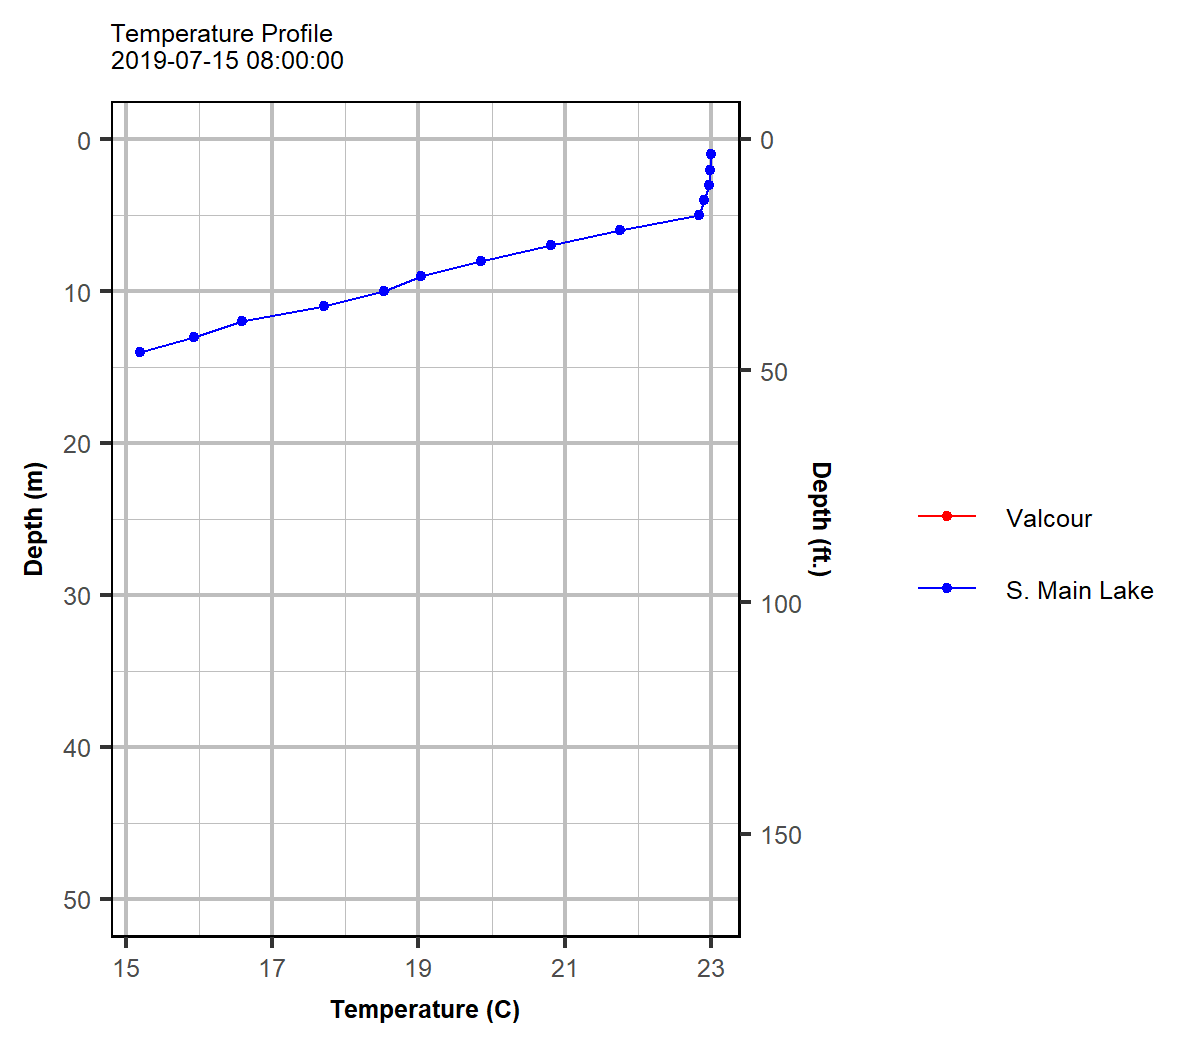 Temperature Profile
2019-07-15 08:00:00
0
10
20
30
40
50
Depth (m)
0
50
100
150
Depth (ft.)
15 17 19 21 23
Temperature (C)
Valcour
S. Main Lake